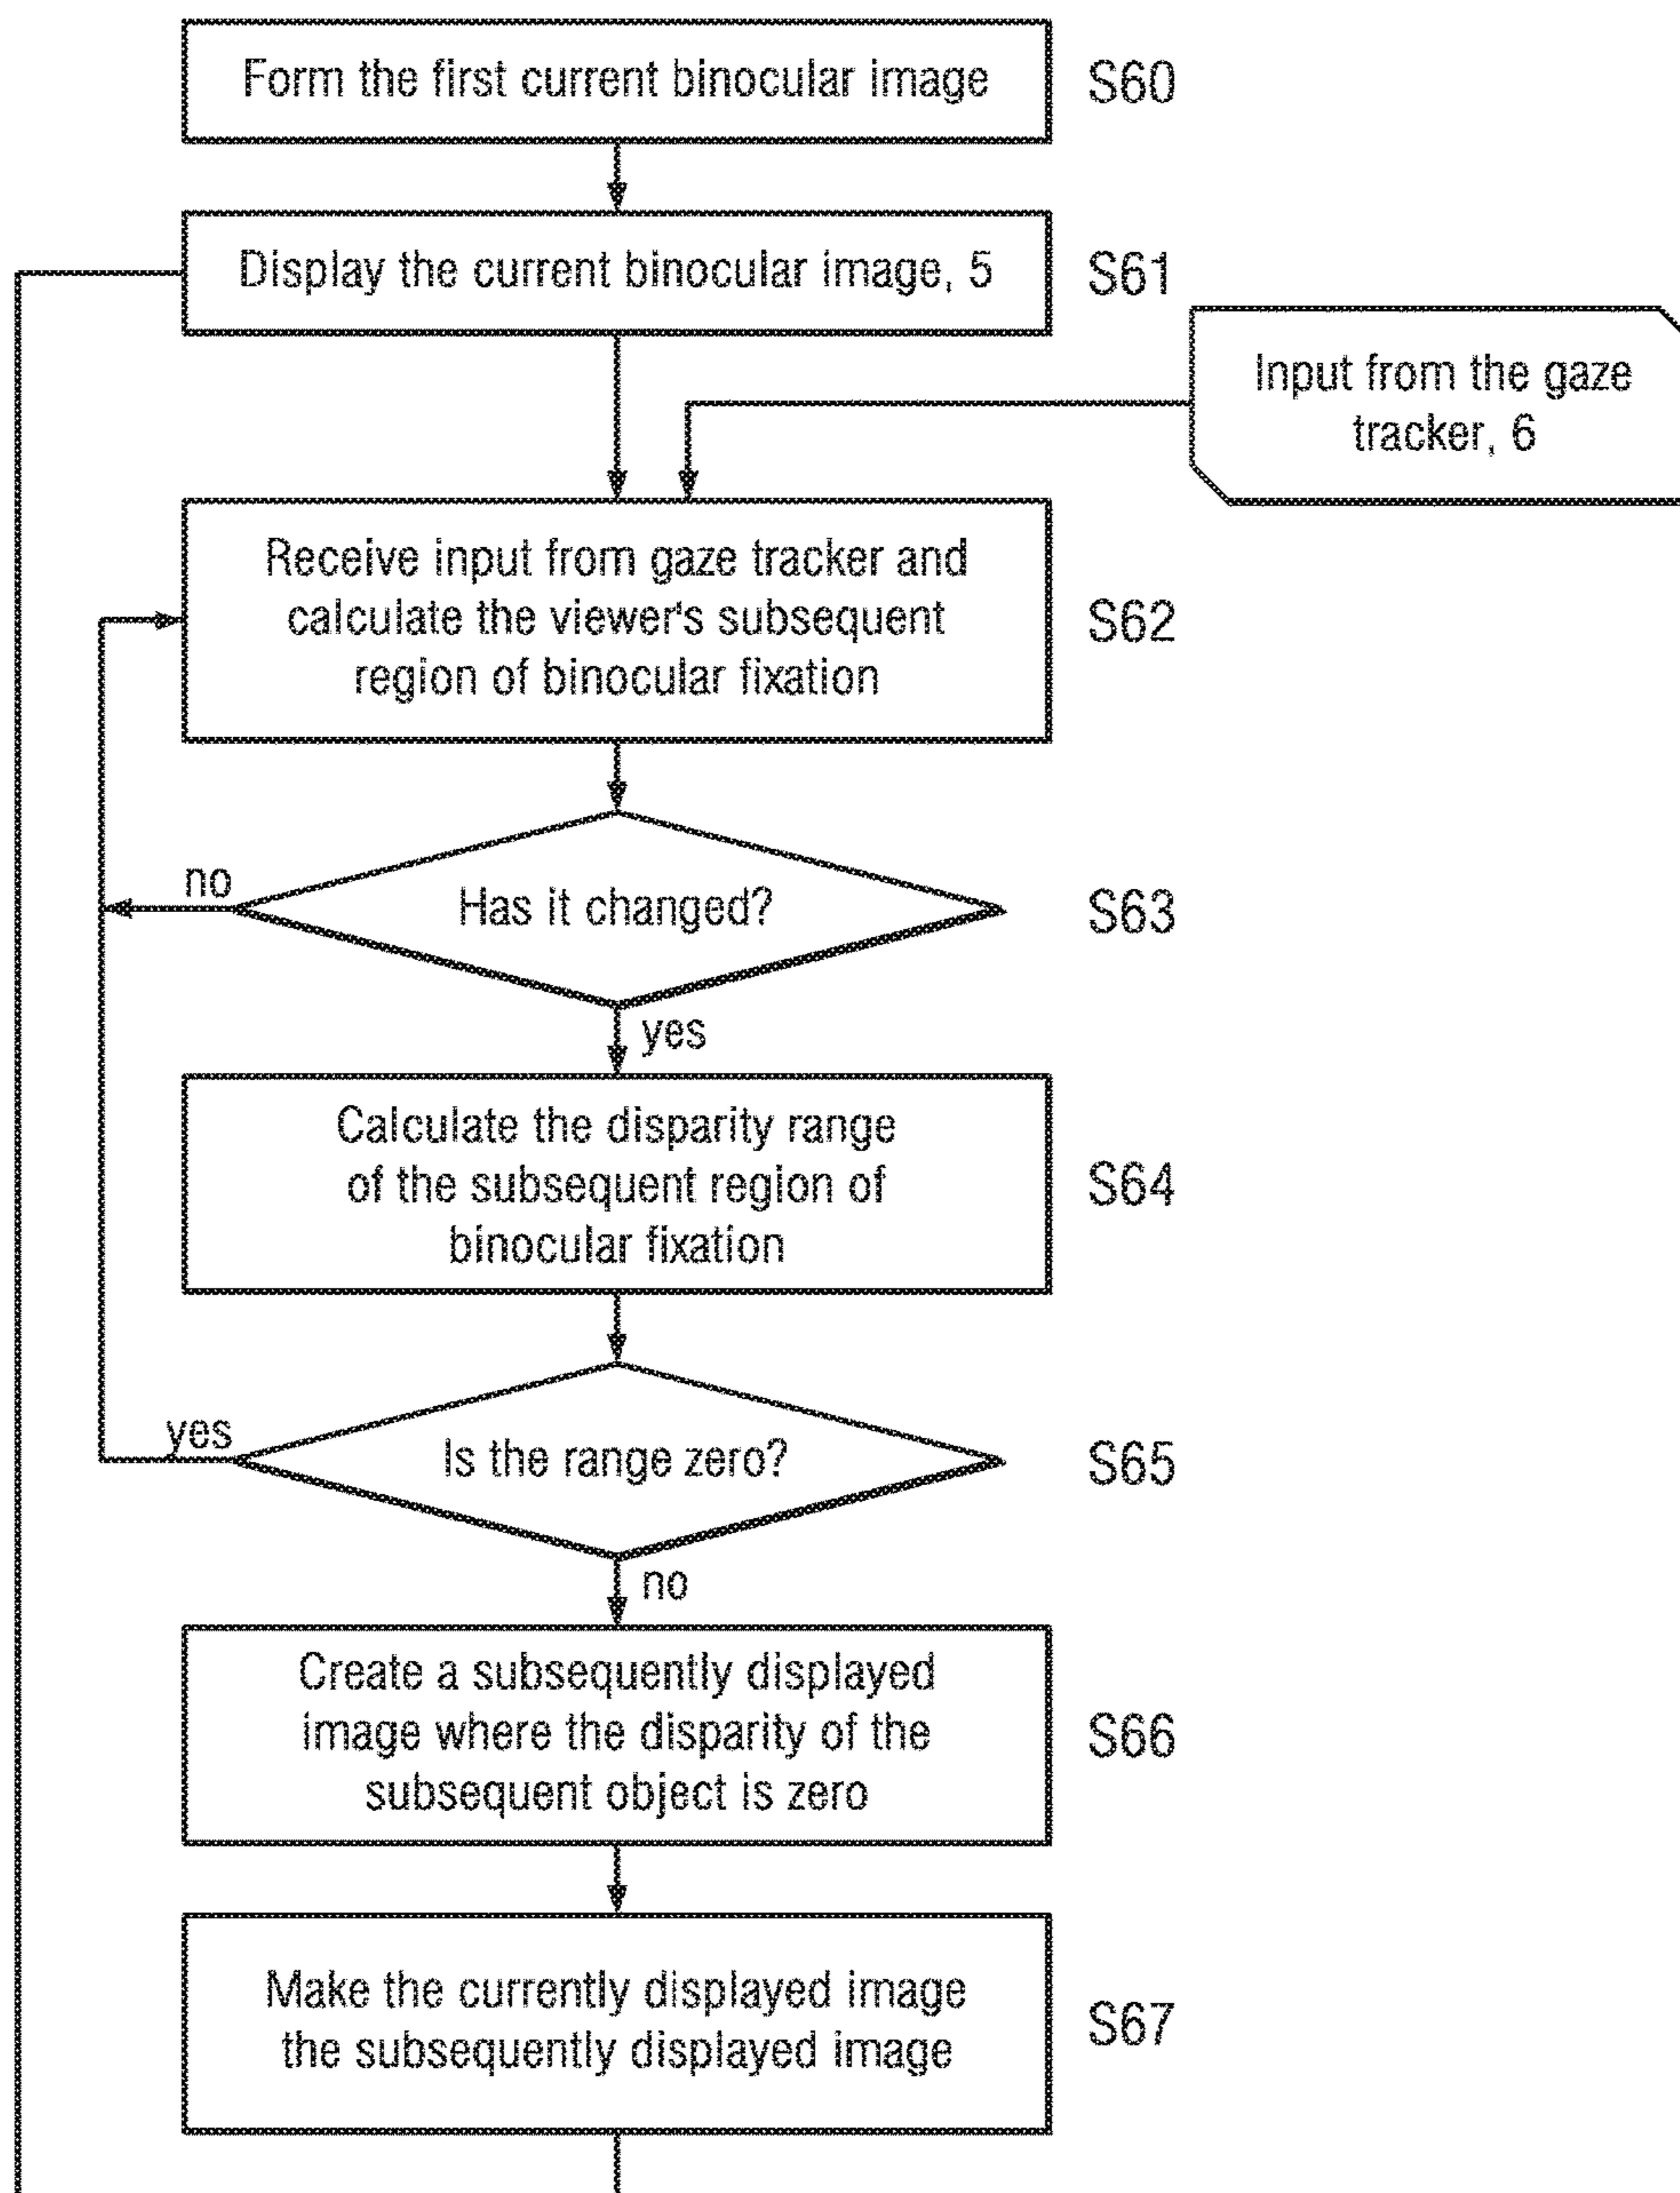 Form the first current binocular image
S60
Display the current binocular image, 5
S61
Input from the gaze
tracker, 6
Receive input from gaze tracker and
calculate the viewer's subsequent
region of binocular fixation
S62
no
Has it changed?
S63
yes
Calculate the disparity range
of the subsequent region of
binocular fixation
S64
yes
Is the range zero?
S65
no
Create a subsequently displayed
image where the disparity of the
subsequent object is zero
S66
Make the currently displayed image
the subsequently displayed image
S67